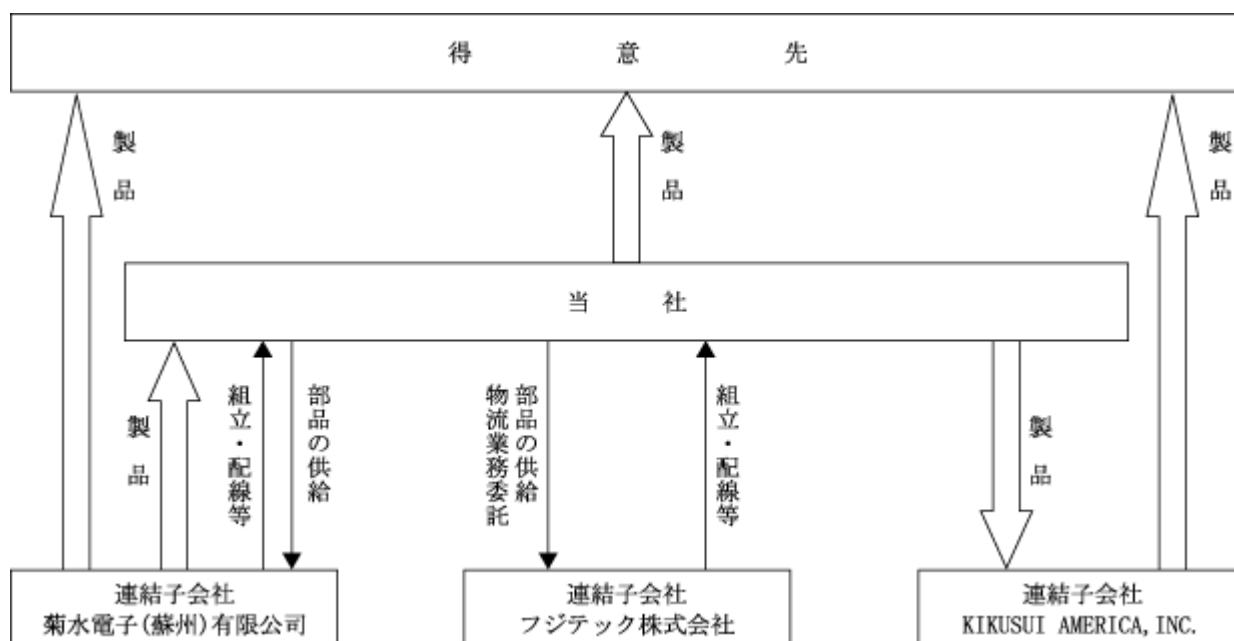 得意先
製品
製品
製品
当社
製品
組立・配線等
部品の供給
部品の供給
物流業務委託
組立・配線等
製品
連結子会社
菊水電子(蘇州)有限公司
連結子会社
フジテック株式会社
連結子会社
KIKUSUI AMERICA,INC.